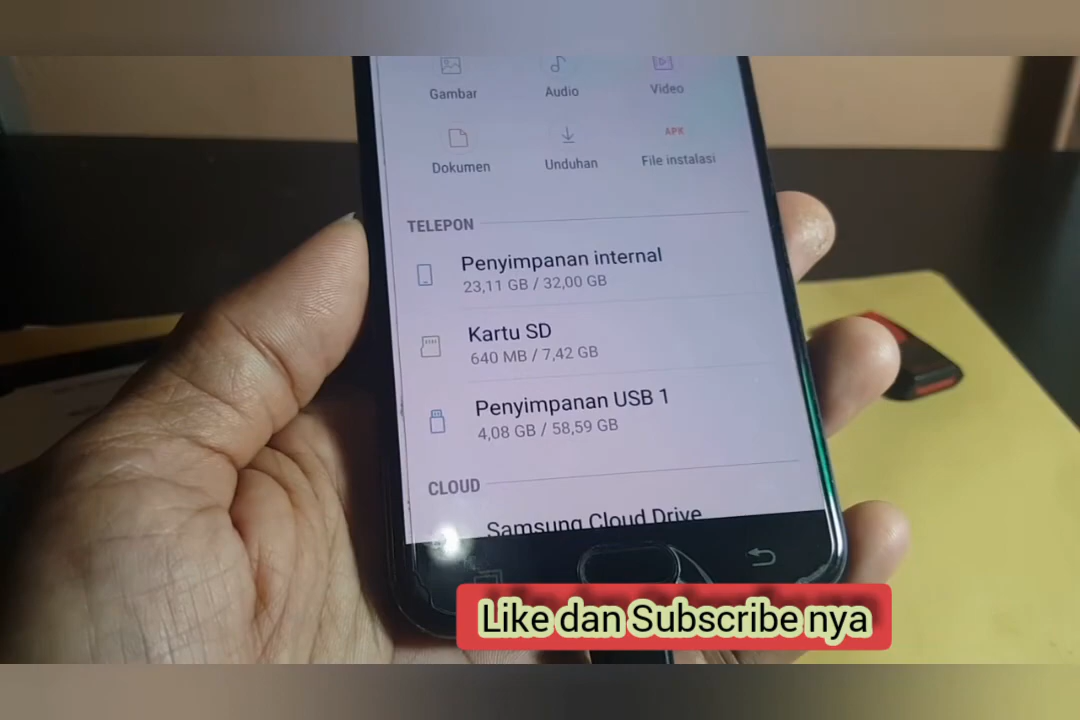 Gambar
Audio
Video
Dokumen
Unduhan
APK
File instalasi
TELEPON
Penyimpanan internal
23,11 GB / 32,00 GB
Kartu SD
640 MB / 7,42 GB
Penyimpanan USB 1
4,08 GB / 58,59 GB
CLOUD
Samsung Cloud Drive
Like dan Subscribe nya